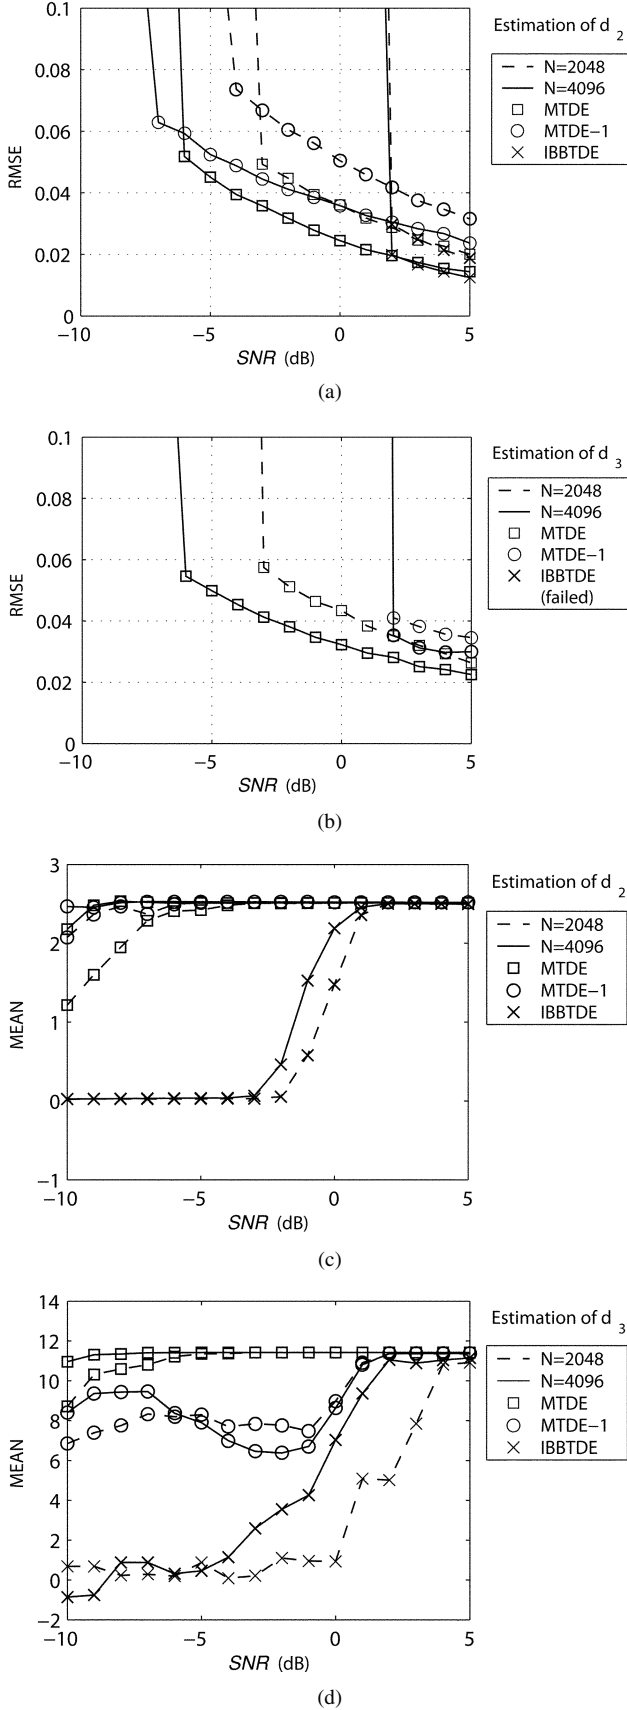 0.1
0.08
0.06
0.04
0.02
0
RMSE
−10
−5
0
5
SNR (dB)
Estimation of d 2
N=2048
N=4096
MTDE
MTDE−1
IBBTDE
(a)
0.1
0.08
0.06
0.04
0.02
0
RMSE
−10
−5
0
5
SNR (dB)
Estimation of d 3
N=2048
N=4096
MTDE
MTDE−1
IBBTDE
(failed)
(b)
3
2
1
0
−1
MEAN
−10
−5
0
5
SNR (dB)
Estimation of d 2
N=2048
N=4096
MTDE
MTDE−1
IBBTDE
(c)
14
12
10
8
6
4
2
0
−2
MEAN
−10
−5
0
5
SNR (dB)
Estimation of d 3
N=2048
N=4096
MTDE
MTDE−1
IBBTDE
(d)